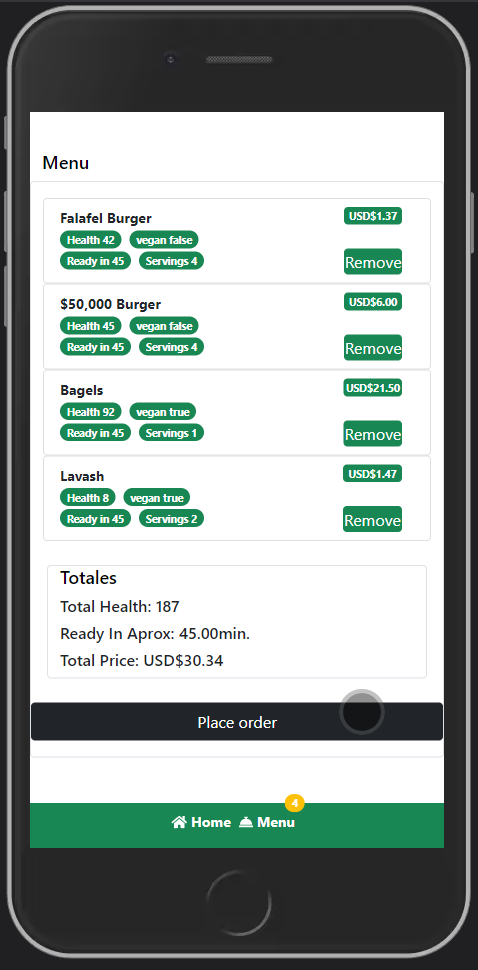 Menu
Falafel Burger USD$1.37
Health 42 vegan false
Ready in 45 Servings 4 Remove
$50,000 Burger USD$6.00
Health 45 vegan false
Ready in 45 Servings 4 Remove
Bagels USD$21.50
Health 92 vegan true
Ready in 45 Servings 1 Remove
Lavash USD$1.47
Health 8 vegan true
Ready in 45 Servings 2 Remove
Totales
Total Health: 187
Ready In Aprox: 45.00min.
Total Price: USD$30.34
Place order
4
Home Menu